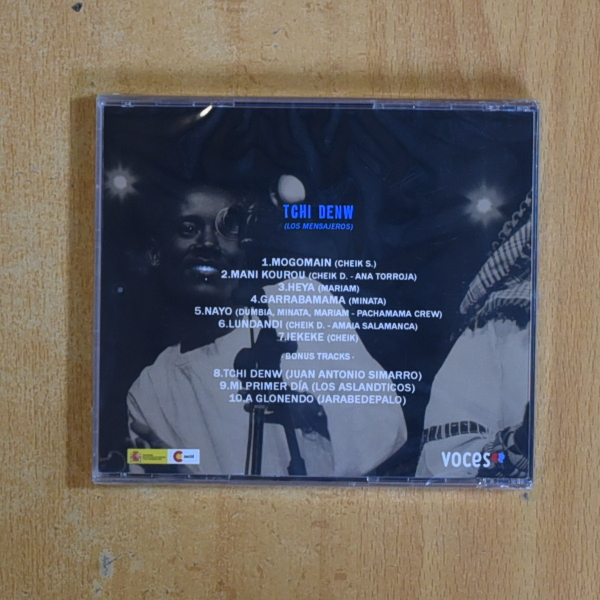 TCHI DENW
(LOS MENSAJEROS)
1.MOGOMAIN (CHEIK S.)
2.MANI KOUROU (CHEIK D. - ANA TORROJA)
3.HEYA (MARIAM)
4.GARRABAMAMA (MINATA)
5.NAYO (DUMBIA, MINATA, MARIAM - PACHAMAMA CREW)
6.LUNDANDI (CHEIK D. - AMAIA SALAMANCA)
7.IEKEKE (CHEIK)
- BONUS TRACKS -
8.TCHI DENW (JUAN ANTONIO SIMARRO)
9.MI PRIMER DÍA (LOS ASLANDTICOS)
10.A GLONENDO (JARABEDEPALO)
aecid
voces